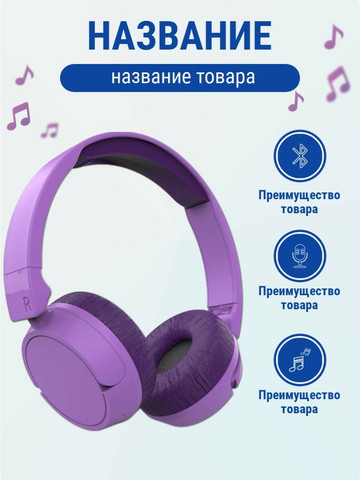 НАЗВАНИЕ
название товара
Преимущество
товара
Преимущество
товара
Преимущество
товара
R